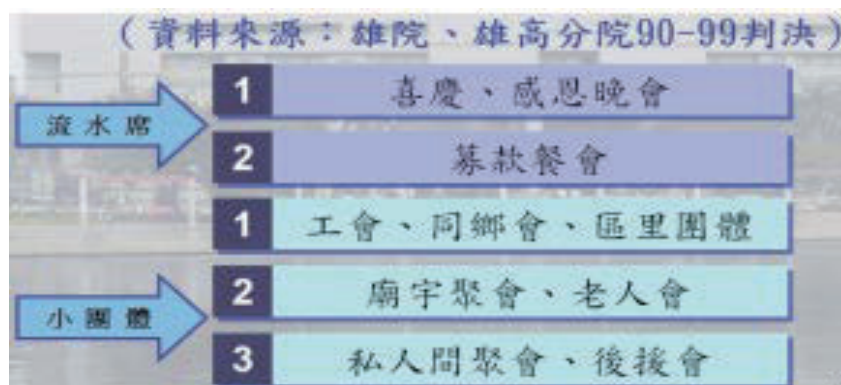 (資料來源:雄院、雄高分院90-99判決)
流水席
1 喜慶、感恩晚會
2 募款餐會
小團體
1 工會、同鄉會、區里團體
2 廟宇聚會、老人會
3 私人間聚會、後援會